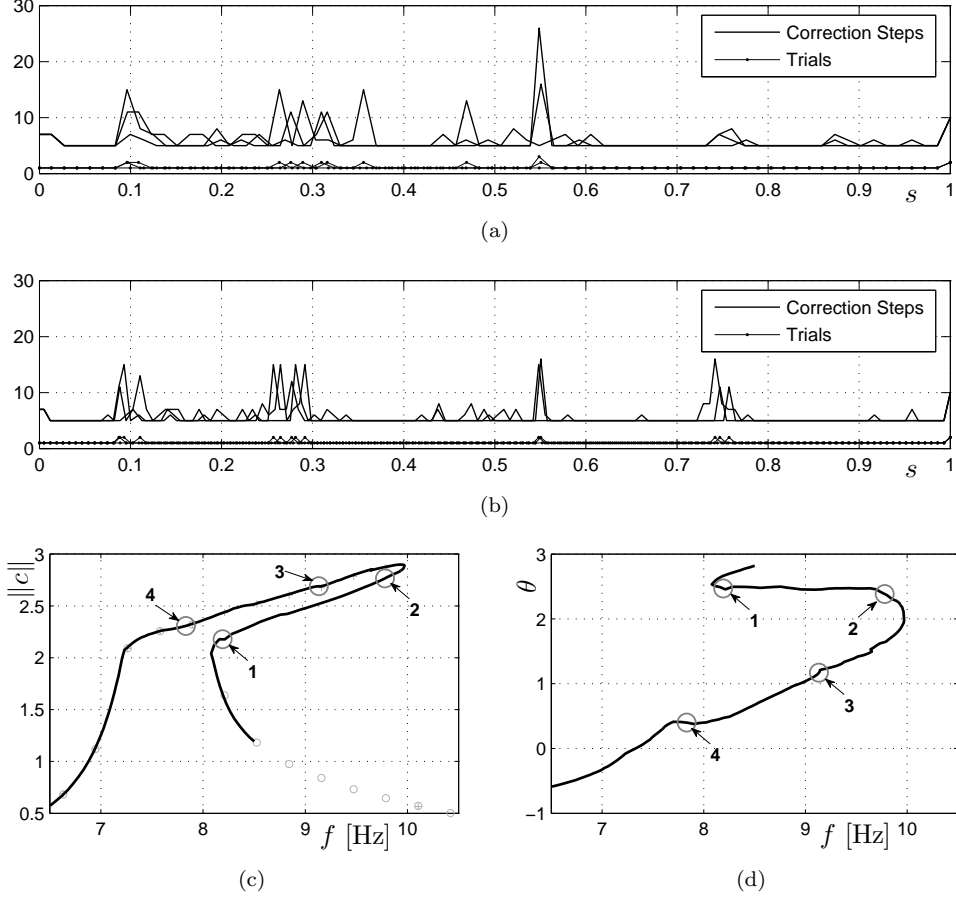 30
20
10
0
Correction Steps
Trials
0 0.1 0.2 0.3 0.4 0.5 0.6 0.7 0.8 0.9 1
s
(a)
30
20
10
0
Correction Steps
Trials
0 0.1 0.2 0.3 0.4 0.5 0.6 0.7 0.8 0.9 1
s
(b)
||c||
3
2.5
2
1.5
1
0.5
4
3
2
1
7 8 9 10
f [Hz]
(c)
θ
3
2
1
0
−1
1
2
3
4
7 8 9 10
f [Hz]
(d)